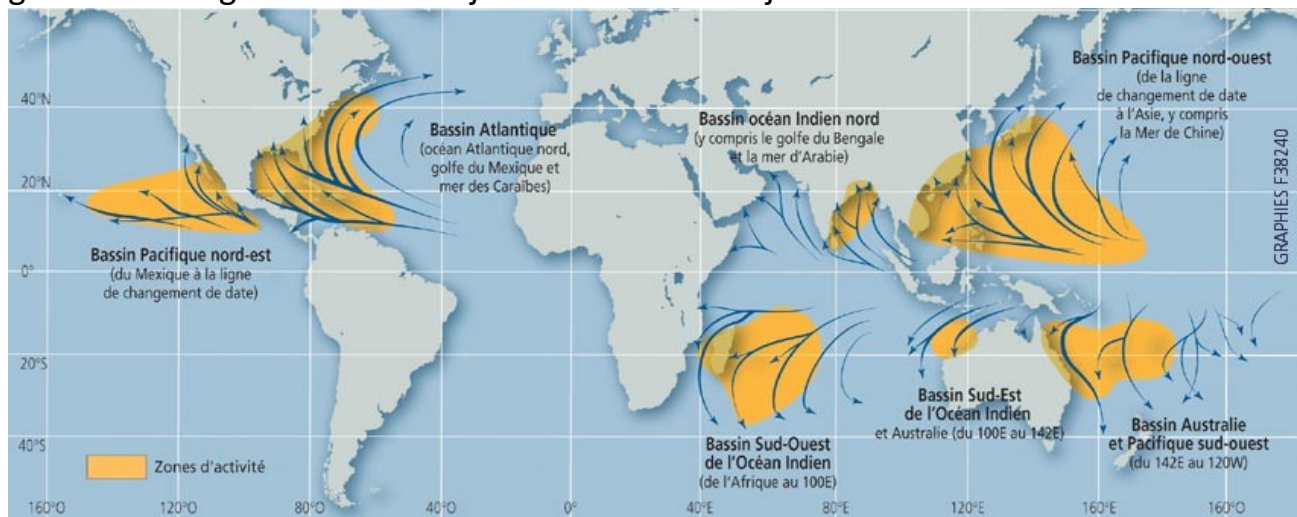 40°N
20°N
0°
20°S
40°S
Bassin Pacifique nord-est
(du Mexique à la ligne
de changement de date)
Bassin Atlantique
(océan Atlantique nord,
golfe du Mexique et
mer des Caraïbes)
Bassin océan Indien nord
(y compris le golfe du Bengale
et la mer d'Arabie)
Bassin Pacifique nord-ouest
(de la ligne
de changement de date
à l'Asie, y compris
la Mer de Chine)
GRAPHIES F38240
Bassin Sud-Ouest
de l'Océan Indien
(de l'Afrique au 100E)
Bassin Sud-Est
de l'Océan Indien
et Australie (du 100E au 142E)
Bassin Australie
et Pacifique sud-ouest
(du 142E au 120W)
Zones d'activité
160°O 120°O 80°O 40°O 0° 40°E 80°E 120°E 160°E 160°O